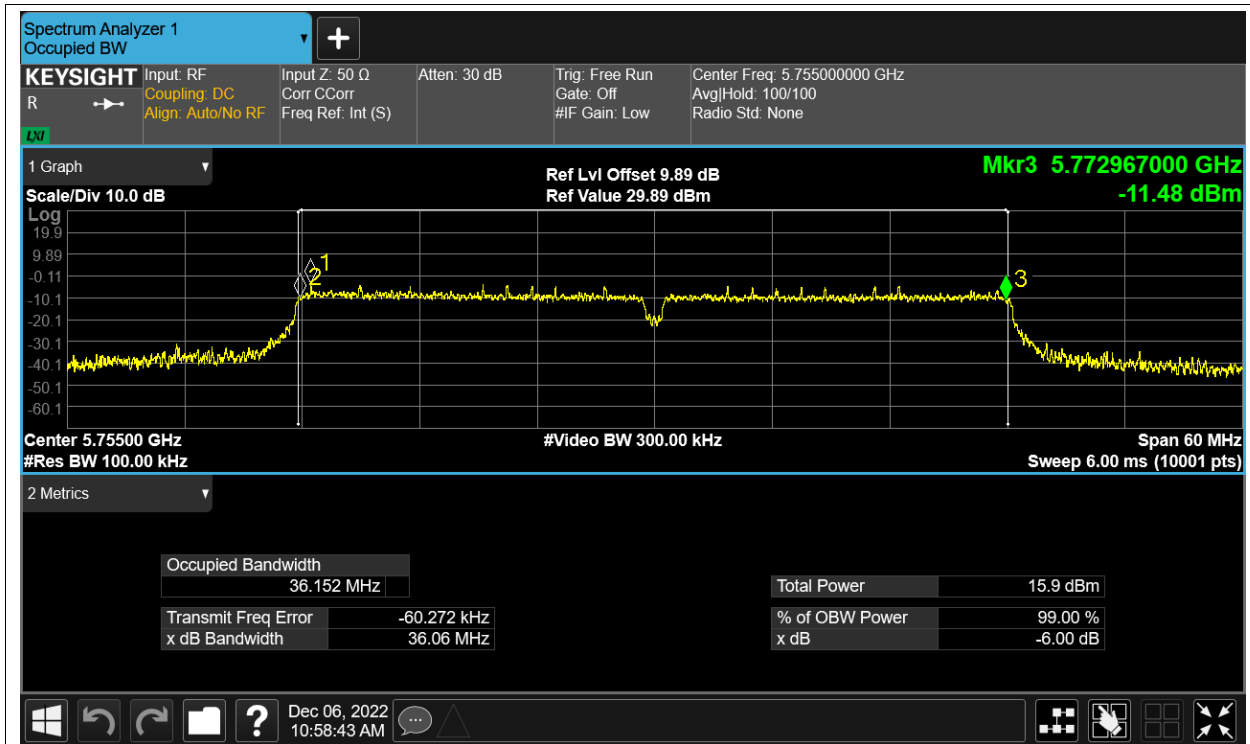 Spectrum Analyzer 1
Occupied BW
KEYSIGHT
R
LXI
Input: RF
Coupling: DC
Align: Auto/No RF
Input Z: 50 Ω
Corr CCorr
Freq Ref: Int (S)
Atten: 30 dB
Trig: Free Run
Gate: Off
#IF Gain: Low
Center Freq: 5.755000000 GHz
Avg|Hold: 100/100
Radio Std: None
1 Graph
Scale/Div 10.0 dB
Ref Lvl Offset 9.89 dB
Ref Value 29.89 dBm
Mkr3 5.772967000 GHz
-11.48 dBm
Log
19.9
9.89
-0.11
-10.1
-20.1
-30.1
-40.1
-50.1
-60.1
1
2
3
Center 5.75500 GHz
#Video BW 300.00 kHz
Span 60 MHz
#Res BW 100.00 kHz
Sweep 6.00 ms (10001 pts)
2 Metrics
Occupied Bandwidth
36.152 MHz
Total Power 15.9 dBm
Transmit Freq Error -60.272 kHz
% of OBW Power 99.00 %
x dB Bandwidth 36.06 MHz
x dB -6.00 dB
?
Dec 06, 2022
10:58:43 AM